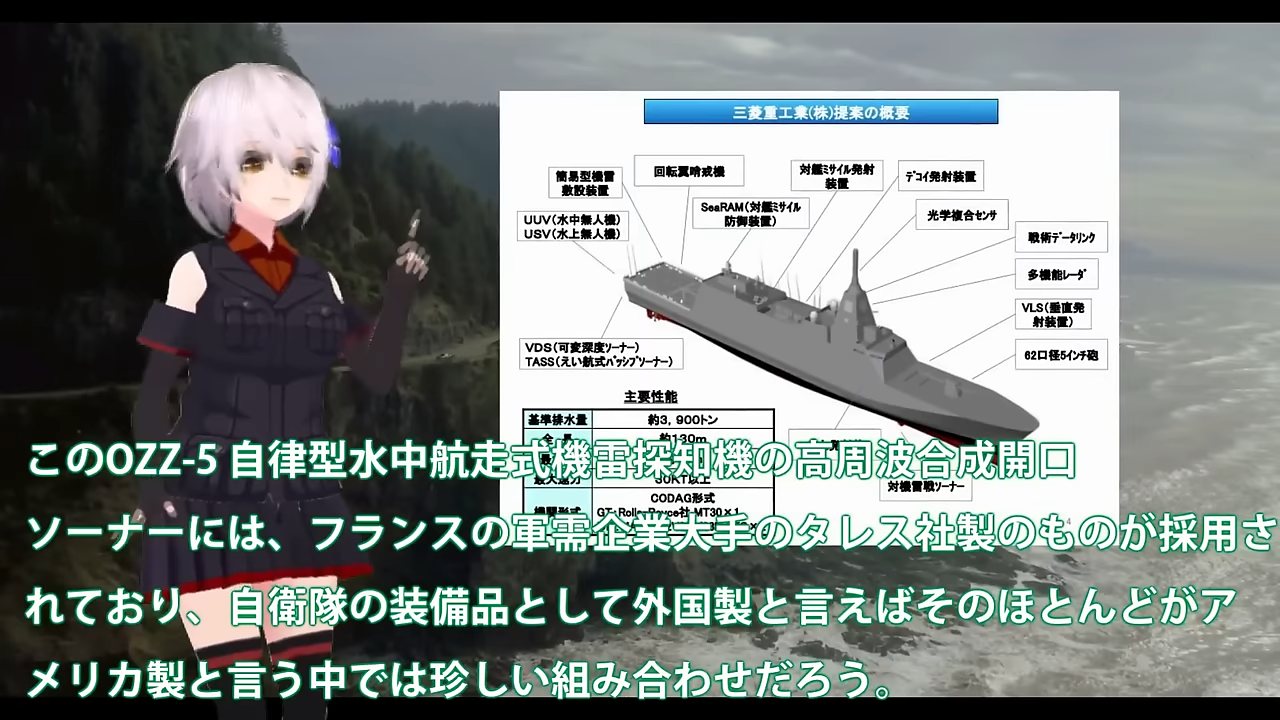 三菱重工業(株)提案の概要
簡易型機雷
敷設装置
回転翼哨戒機
対艦ミサイル発射
装置
ﾃﾞｺｲ発射装置
UUV(水中無人機)
USV(水上無人機)
SeaRAM(対艦ﾐｻｲﾙ
防御装置)
光学複合センサ
戦術ﾃﾞｰﾀﾘﾝｸ
多機能ﾚｰﾀﾞ
VLS(垂直発
射装置)
62口径5ｲﾝﾁ砲
VDS(可変深度ｿｰﾅｰ)
TASS(えい航式ﾊﾟｯｼﾌﾞｿｰﾅｰ)
主要性能
基準排水量 約3,900トン
約130m
CODAG形式
対機雷戦ｿｰﾅｰ
このOZZ-5 自律型水中航走式機雷探知機の高周波合成開口
ソーナーには、フランスの軍需企業大手のタレス社製のものが採用さ
れており、自衛隊の装備品として外国製と言えばそのほとんどがア
メリカ製と言う中では珍しい組み合わせだろう。